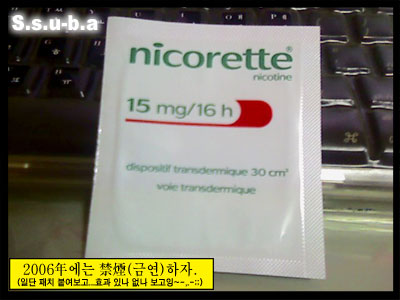 S.s.u-b.a
nicorette®
nicotine
15 mg/16 h
dispositif transdermique 30 cm²
voie transdermique
2006年에는 禁煙(금연)하자.
(일단 패치 붙여보고...효과 있나 없나 보고잉~-,.-::)